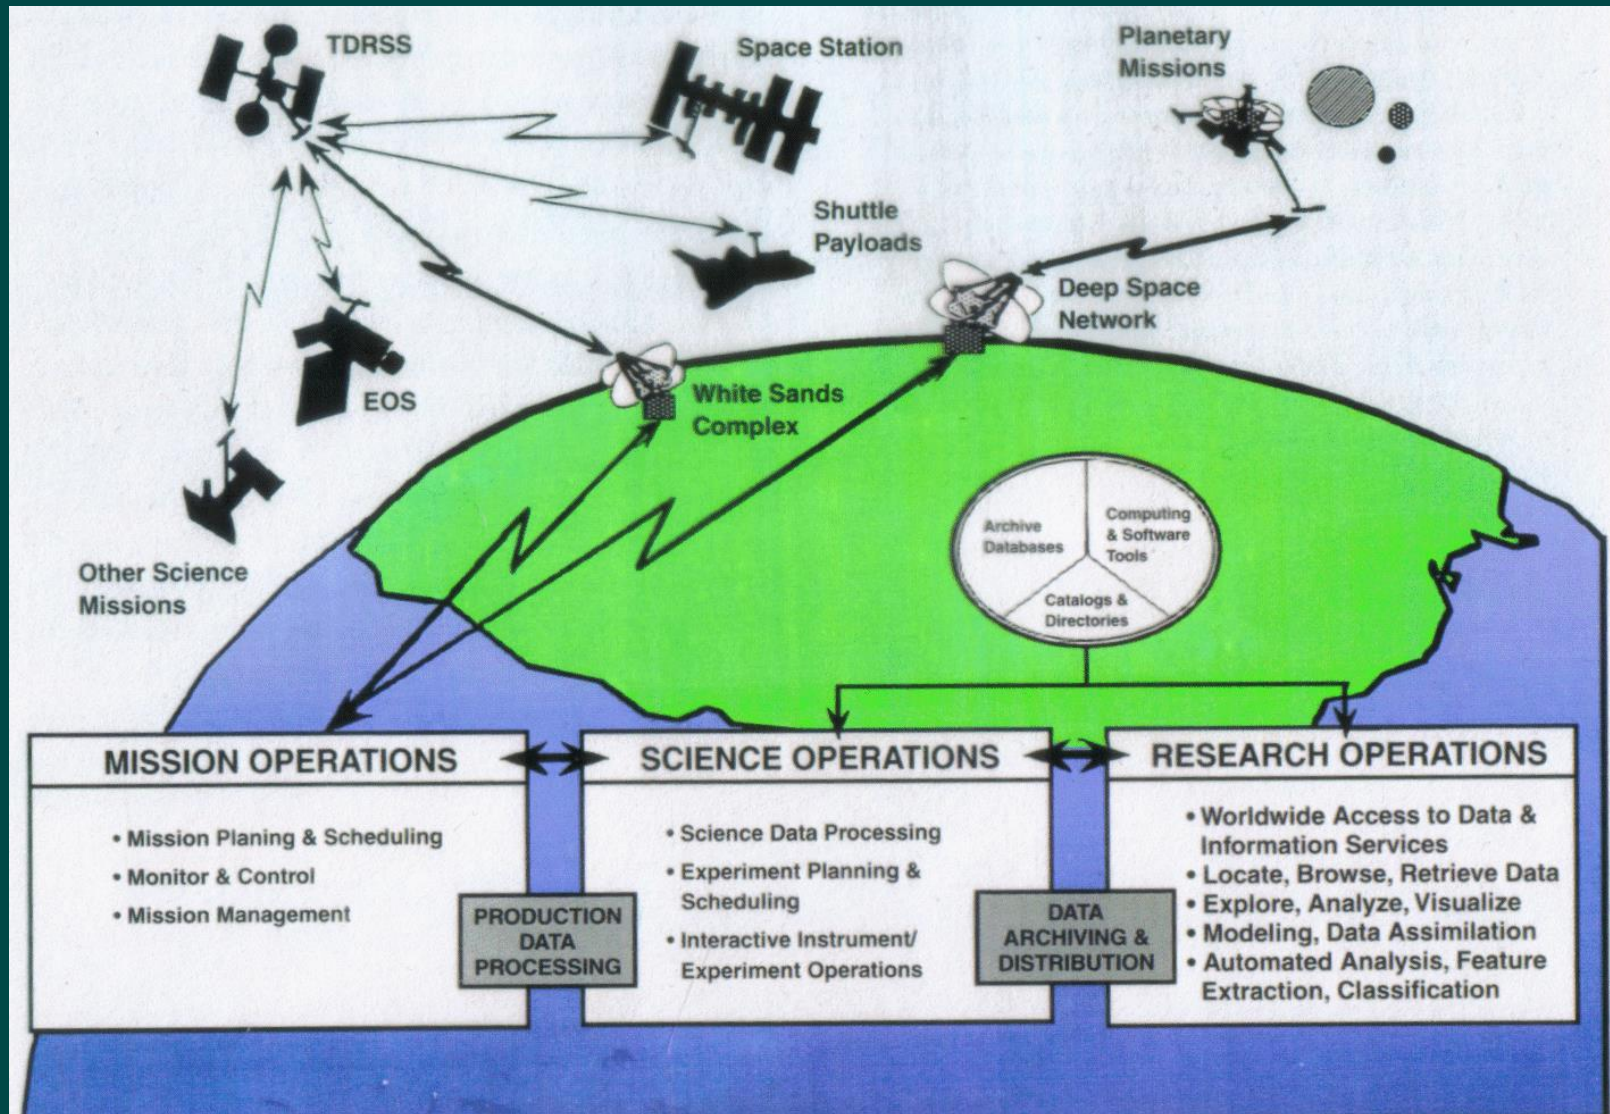 TDRSS
Space Station
Planetary
Missions
Shuttle
Payloads
Deep Space
Network
EOS
White Sands
Complex
Other Science
Missions
Archive
Databases
Computing
& Software
Tools
Catalogs &
Directories
MISSION OPERATIONS
• Mission Planing & Scheduling
• Monitor & Control
• Mission Management
PRODUCTION
DATA
PROCESSING
SCIENCE OPERATIONS
• Science Data Processing
• Experiment Planning &
Scheduling
• Interactive Instrument/
Experiment Operations
DATA
ARCHIVING &
DISTRIBUTION
RESEARCH OPERATIONS
• Worldwide Access to Data &
Information Services
• Locate, Browse, Retrieve Data
• Explore, Analyze, Visualize
• Modeling, Data Assimilation
• Automated Analysis, Feature
Extraction, Classification